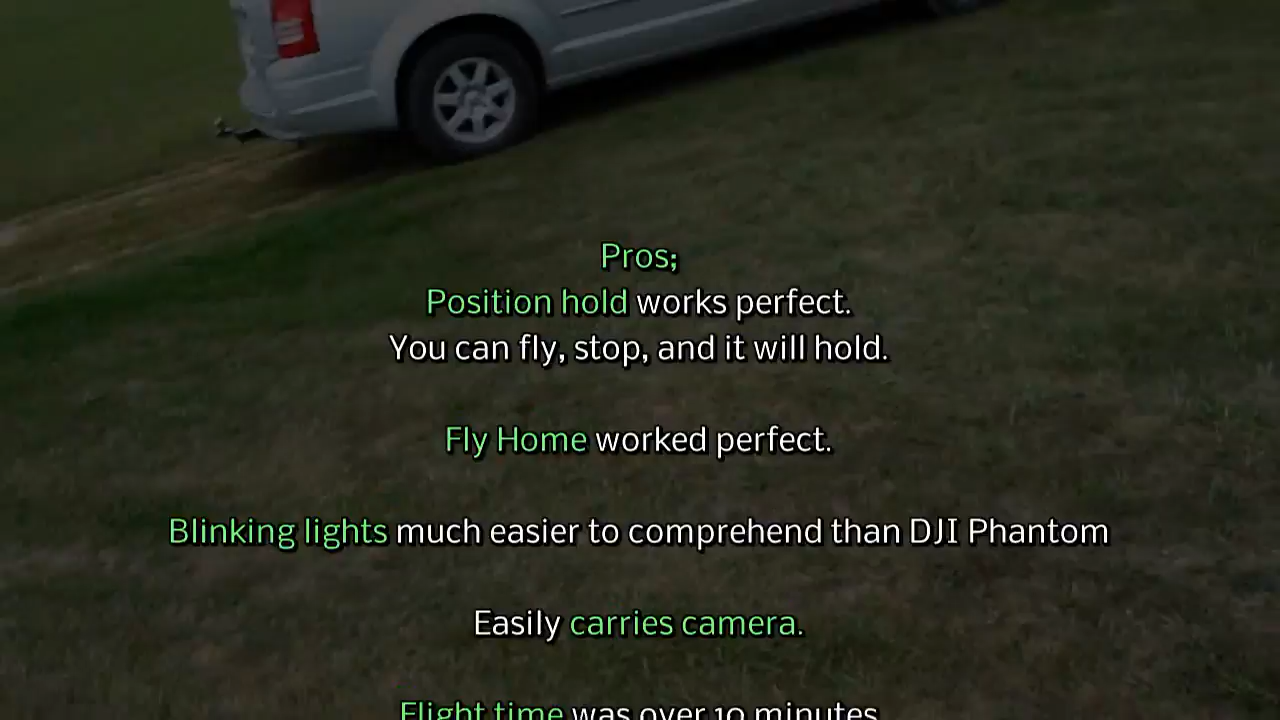 Pros;
Position hold works perfect.
You can fly, stop, and it will hold.
Fly Home worked perfect.
Blinking lights much easier to comprehend than DJI Phantom
Easily carries camera.
Flight time was over 10 minutes